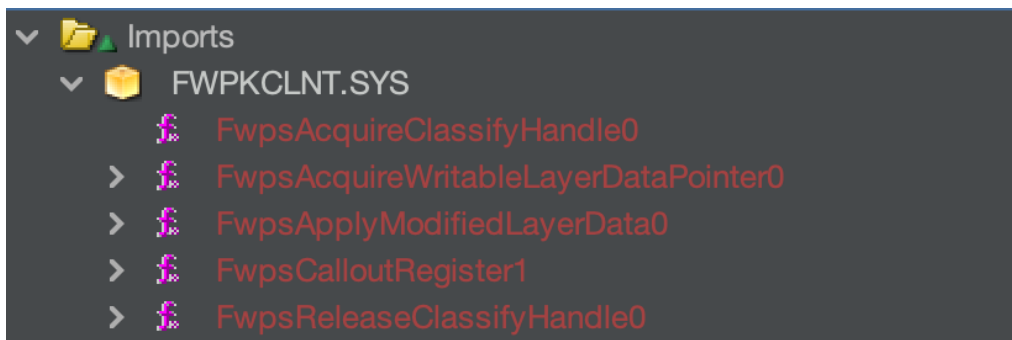 Imports
FWPKCLNT.SYS
FwpsAcquireClassifyHandle0
FwpsAcquireWritableLayerDataPointer0
FwpsApplyModifiedLayerData0
FwpsCalloutRegister1
FwpsReleaseClassifyHandle0